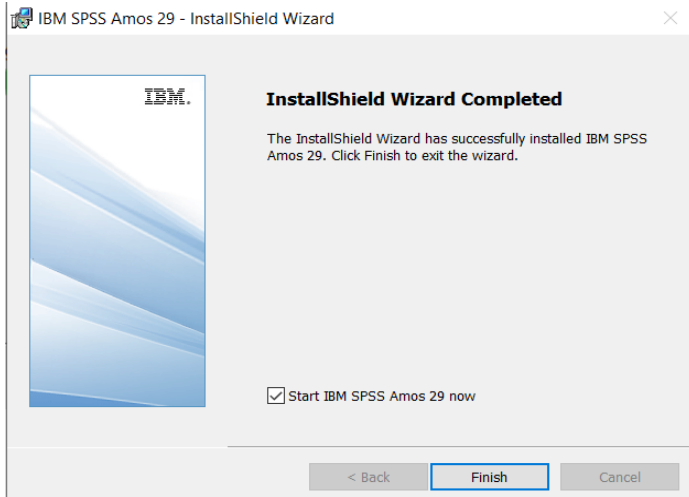 IBM SPSS Amos 29 - InstallShield Wizard
IBM.
InstallShield Wizard Completed
The InstallShield Wizard has successfully installed IBM SPSS
Amos 29. Click Finish to exit the wizard.
Start IBM SPSS Amos 29 now
< Back
Finish
Cancel